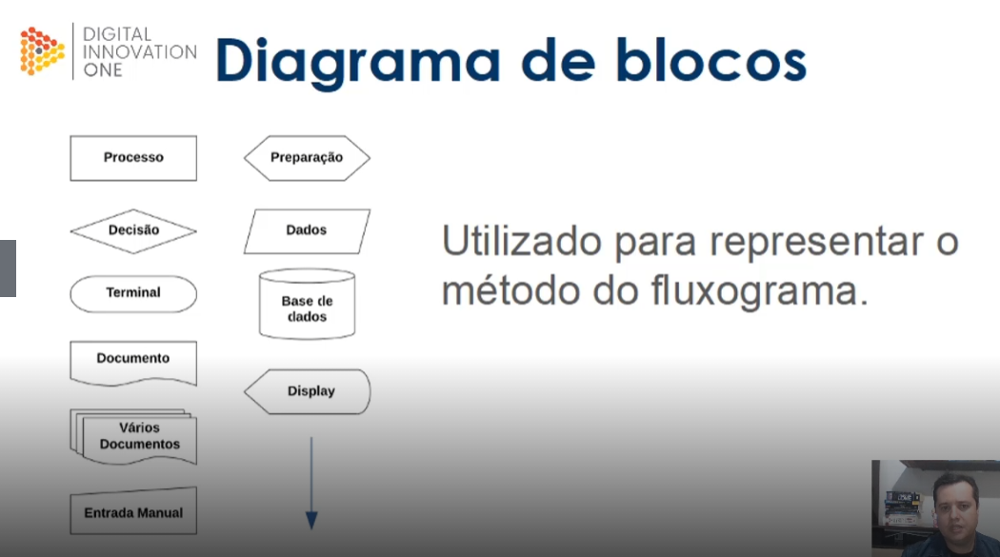 DIGITAL
INNOVATION
ONE
Diagrama de blocos
Processo
Preparação
Decisão
Dados
Terminal
Base de
dados
Documento
Display
Vários
Documentos
Entrada Manual
Utilizado para representar o
método do fluxograma.